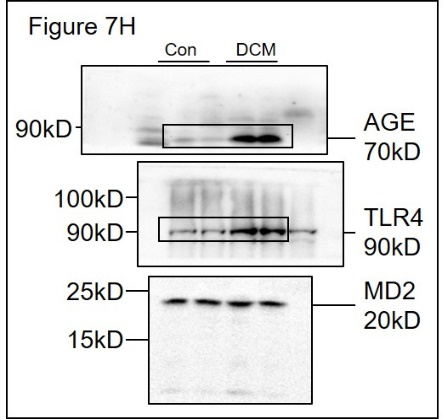 Figure 7H
Con DCM
90kD
AGE
70kD
100kD
90kD
TLR4
90kD
25kD
15kD
MD2
20kD